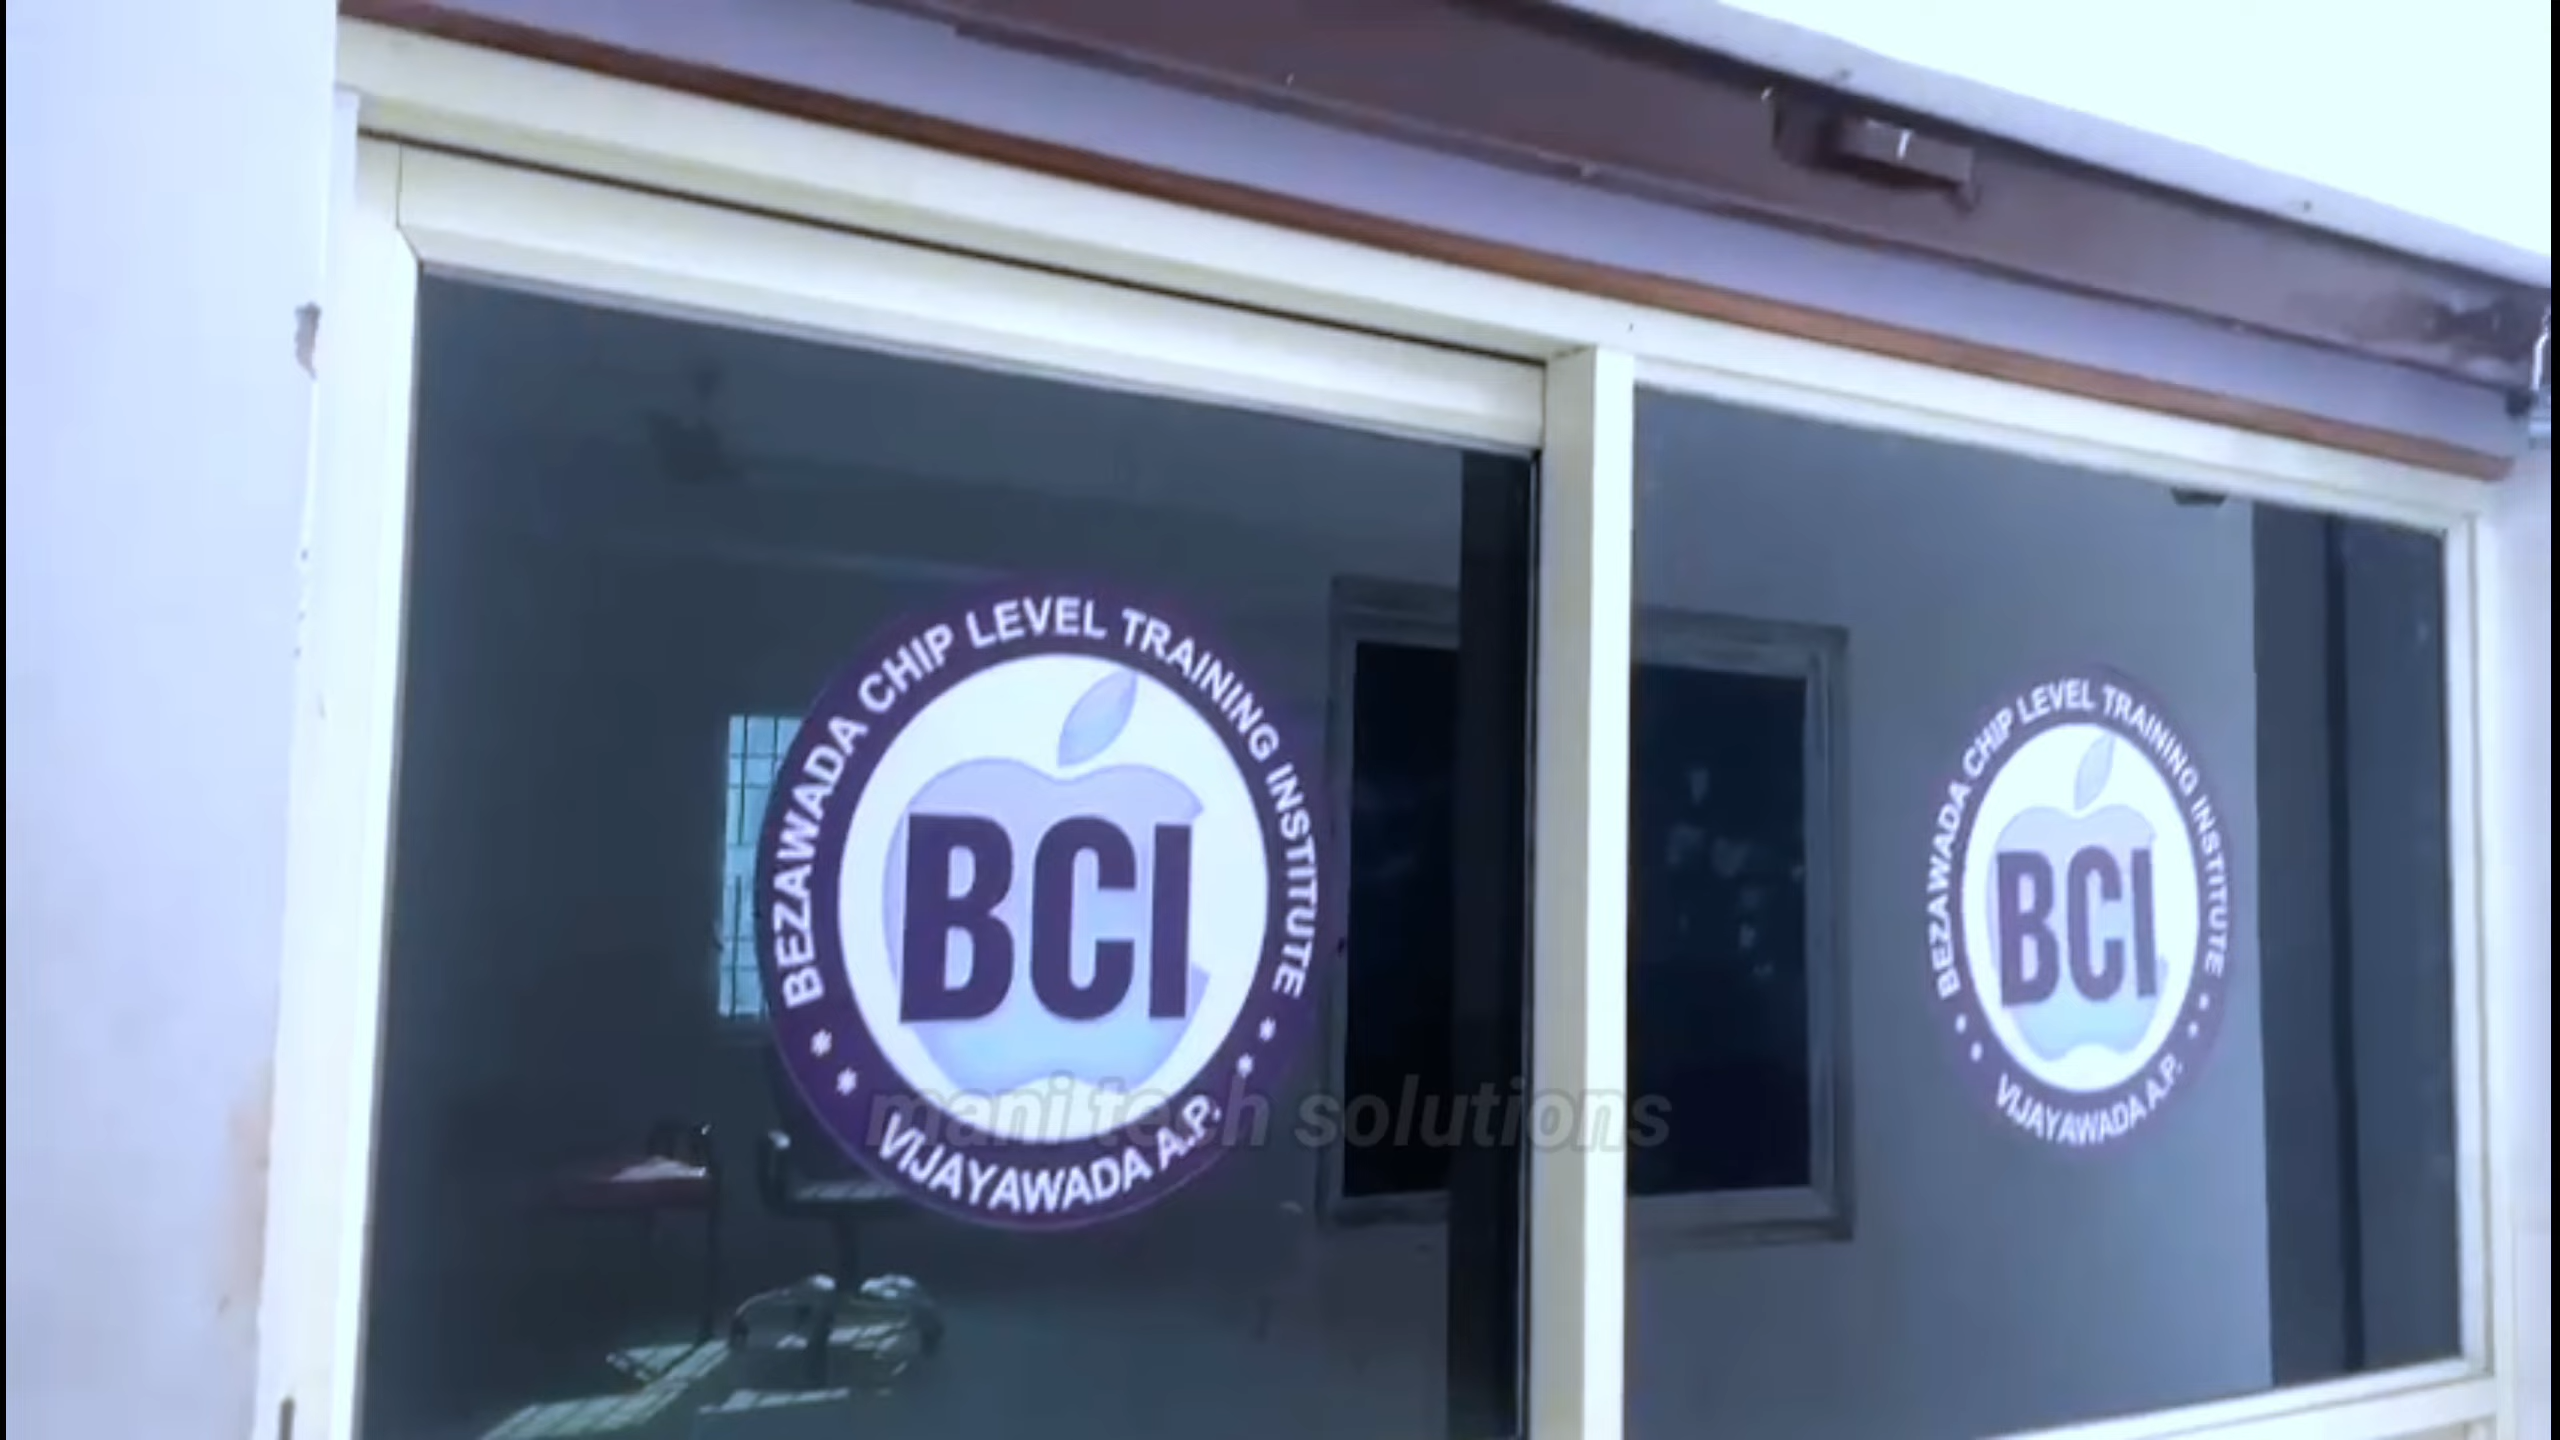 BEZAWADA CHIP LEVEL TRAINING INSTITUTE
BCI
VIJAYAWADA A.P.
BEZAWADA CHIP LEVEL TRAINING INSTITUTE
BCI
VIJAYAWADA A.P.
mani tech solutions